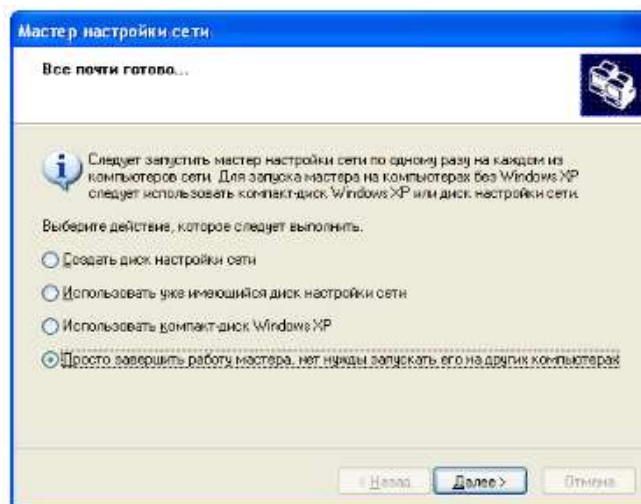 Мастер настройки сети
Все почти готово...
Следует запустить мастер настройки сети по одному разу на каждом из
компьютеров сети. Для запуска мастера на компьютерах без Windows XP
следует использовать компакт-диск Windows XP или диск настройки сети.
Выберите действие, которое следует выполнить.
Создать диск настройки сети
Использовать уже имеющийся диск настройки сети
Использовать компакт-диск Windows XP
Просто завершить работу мастера, нет нужды запускать его на других компьютерах
< Назад Далее > Отмена